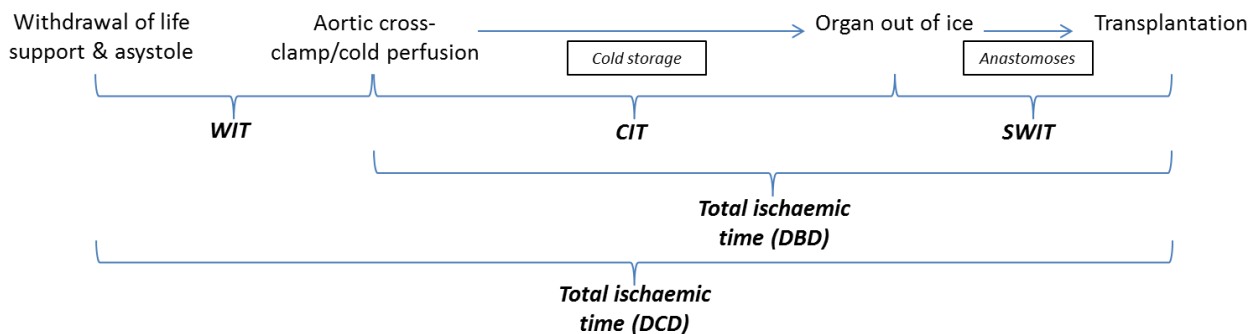 Withdrawal of life
support & asystole
Aortic cross-
clamp/cold perfusion
Cold storage
Organ out of ice
Anastomoses
Transplantation
WIT
CIT
SWIT
Total ischaemic
time (DBD)
Total ischaemic
time (DCD)